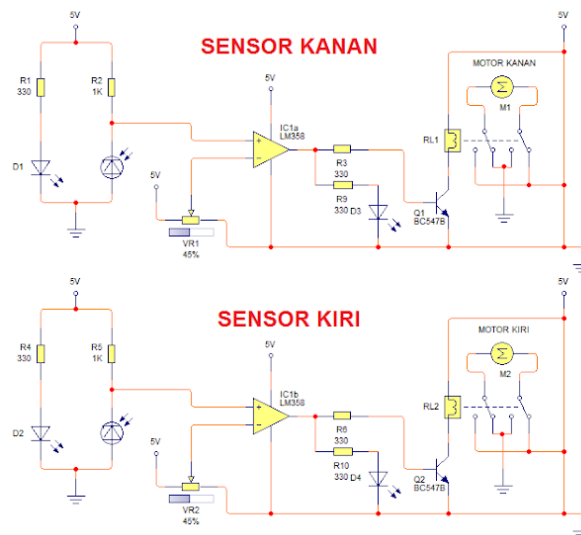 5V
5V
SENSOR KANAN
MOTOR KANAN
R1
330
R2
1K
5V
IC1a
LM358
M1
RL1
D1
R3
330
5V
R9
330
D3
Q1
BC547B
VR1
45%
5V
5V
SENSOR KIRI
MOTOR KIRI
R4
330
R5
1K
5V
IC1b
LM358
M2
RL2
D2
R6
330
5V
R10
330
D4
Q2
BC547B
VR2
45%